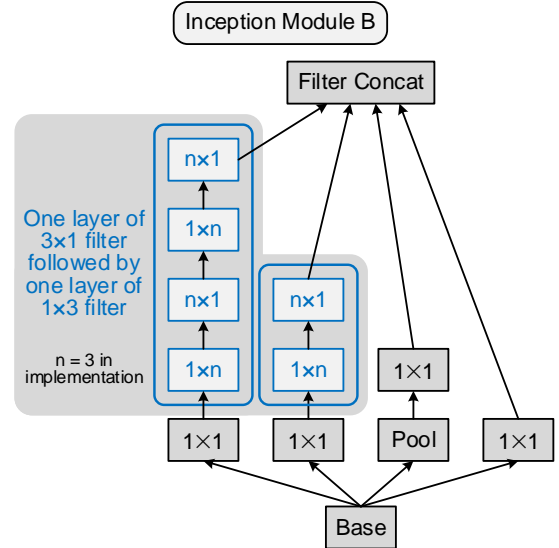 Inception Module B
Filter Concat
n×1
1×n
n×1
1×n
n×1
1×n
One layer of
3×1 filter
followed by
one layer of
1×3 filter
n = 3 in
implementation
1×1
1×1
1×1
Pool
1×1
Base